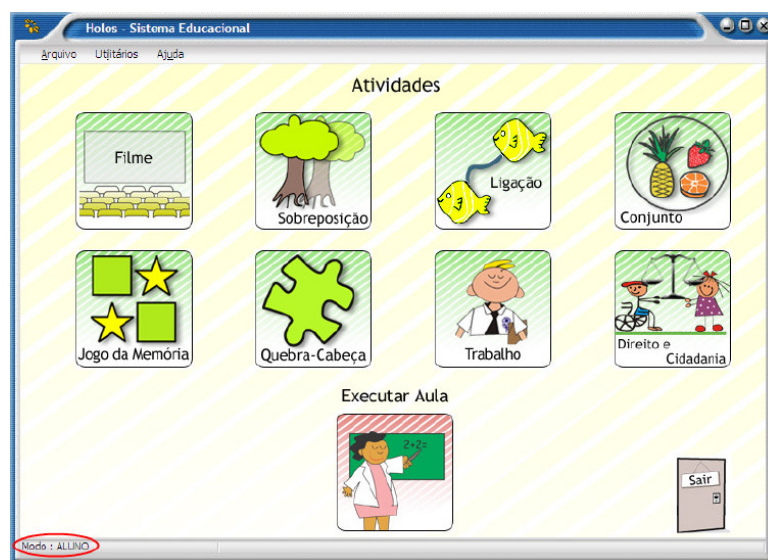 Holos - Sistema Educacional
Arquivo Utilitários Ajuda
Atividades
Filme
Sobreposição
Ligação
Conjunto
Jogo da Memória
Quebra-Cabeça
Trabalho
Direito e
Cidadania
Executar Aula
2+2=
Sair
Modo : ALUNO